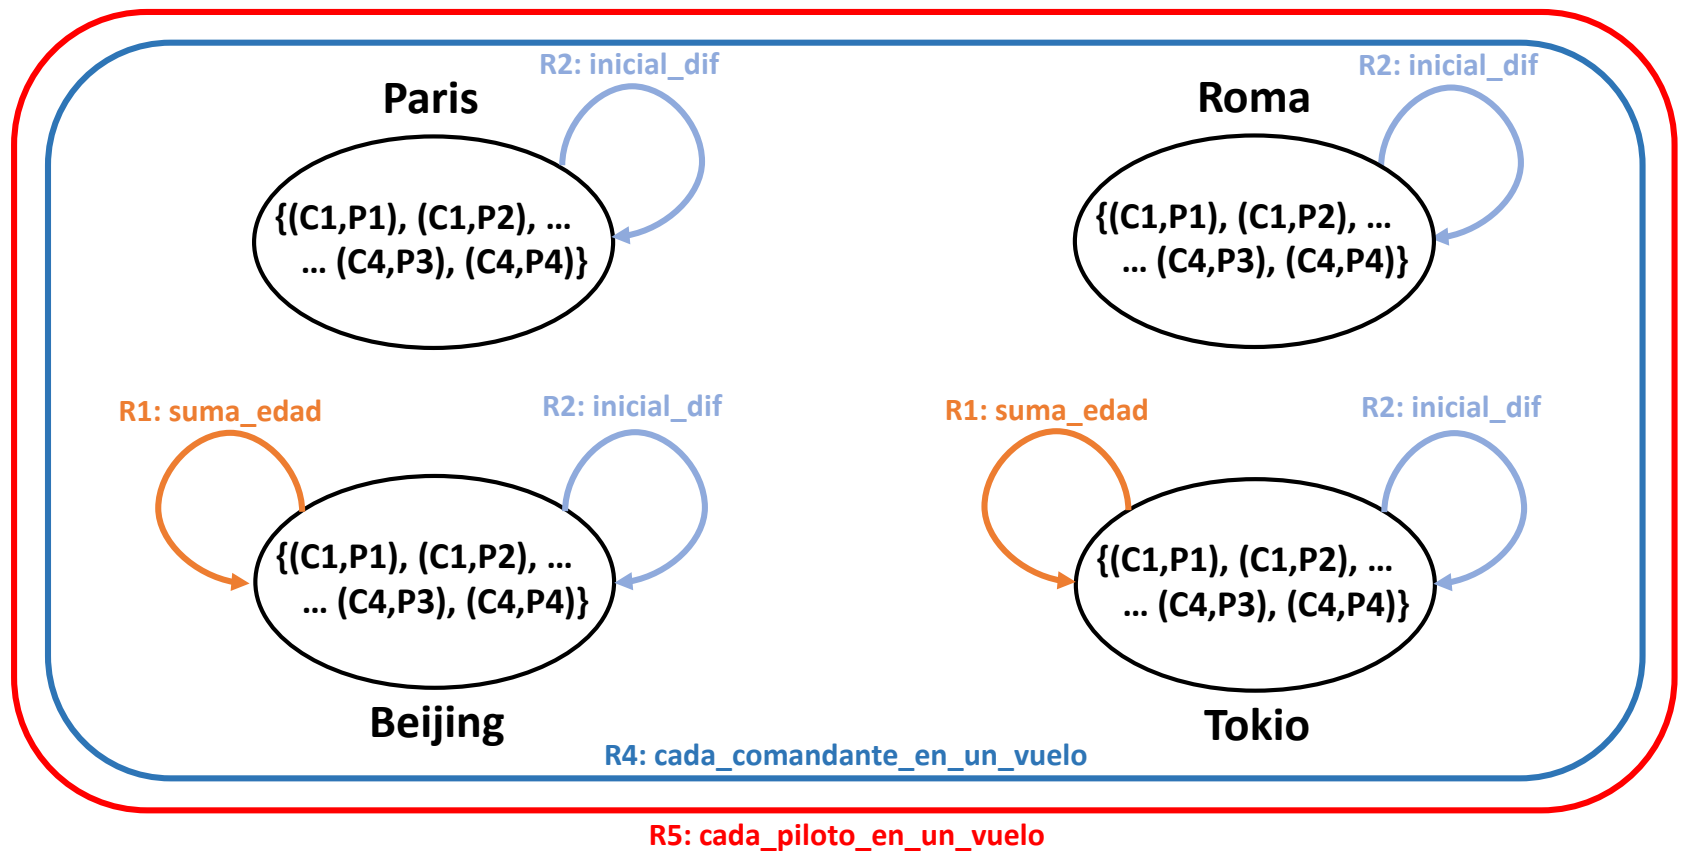 R2: inicial_dif
R2: inicial_dif
Paris
Roma
{(C1,P1), (C1,P2), ...
... (C4,P3), (C4,P4)}
{(C1,P1), (C1,P2), ...
... (C4,P3), (C4,P4)}
R1: suma_edad
R2: inicial_dif
R1: suma_edad
R2: inicial_dif
{(C1,P1), (C1,P2), ...
... (C4,P3), (C4,P4)}
{(C1,P1), (C1,P2), ...
... (C4,P3), (C4,P4)}
Beijing
Tokio
R4: cada_comandante_en_un_vuelo
R5: cada_piloto_en_un_vuelo